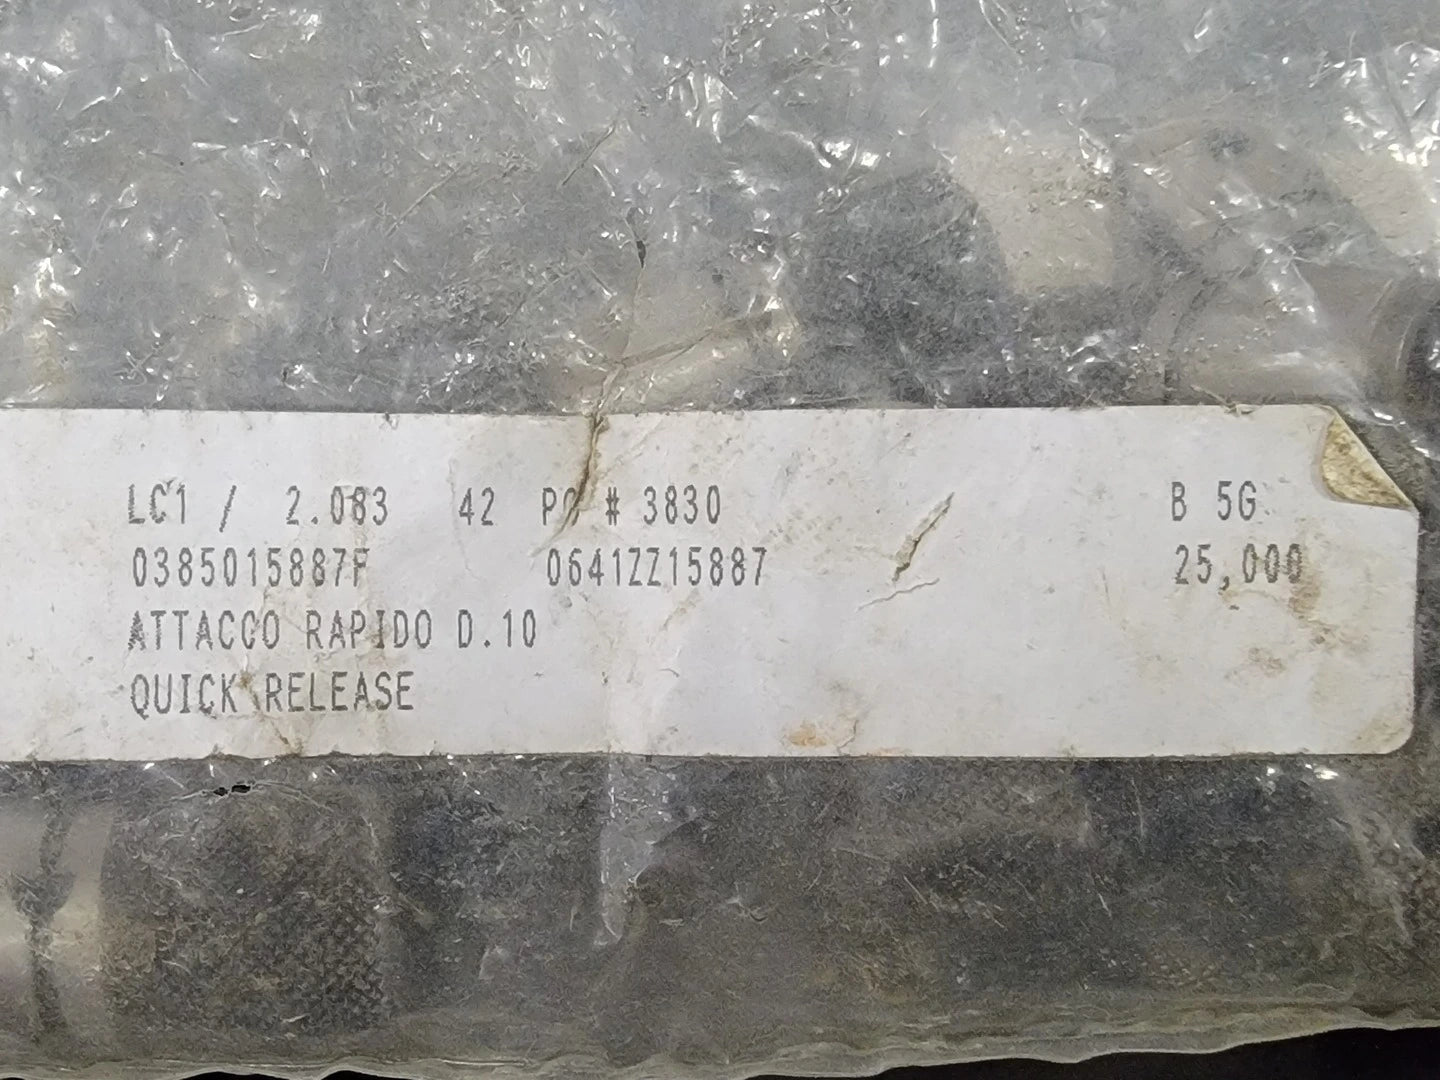 LC1 / 2.083 42 PO # 3830 B 5G
0385015887F 0641ZZ15887 25,000
ATTACCO RAPIDO D.10
QUICK RELEASE